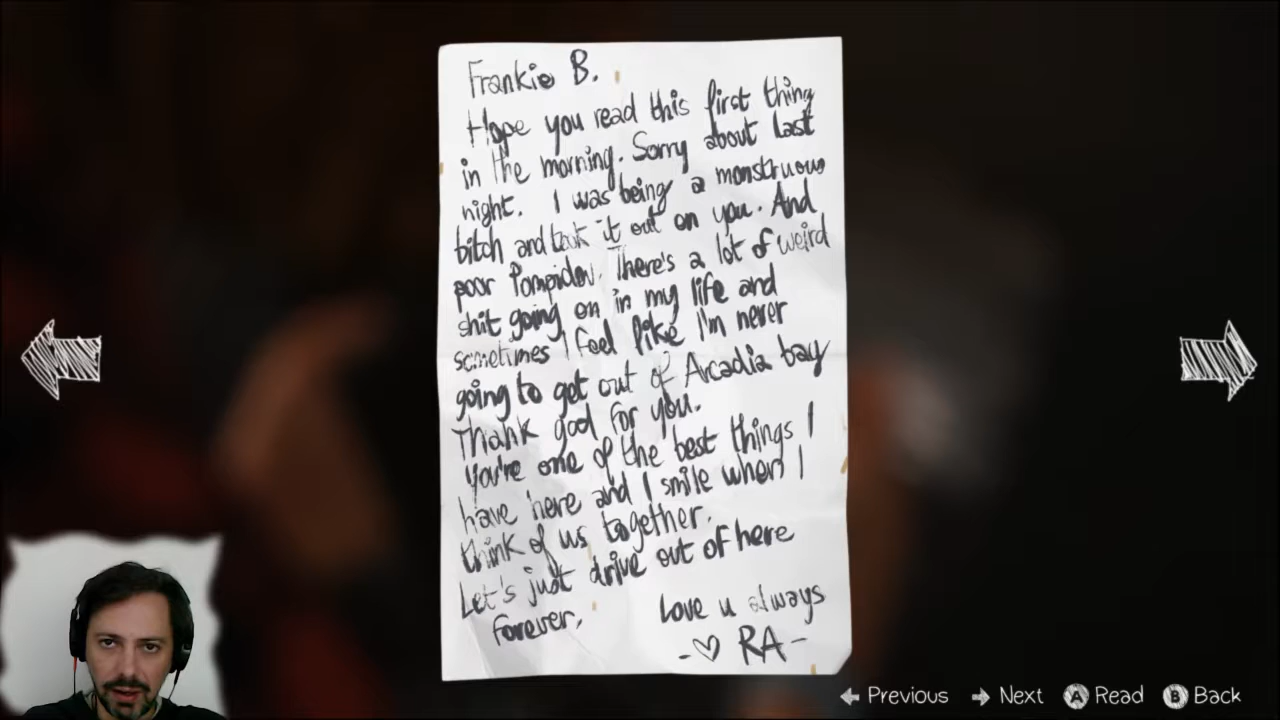 Frankie B.
Hope you read this first thing
in the morning. Sorry about last
night. I was being a monstruous
bitch and took it out on you. And
poor Pompidou. There's a lot of weird
shit going on in my life and
sometimes I feel like I'm never
going to get out of Arcadia bay
Thank god for you.
You're one of the best things I
have here and I smile when I
think of us together.
Let's just drive out of here
forever.
Love u always
-♡ RA-
Previous Next A Read B Back